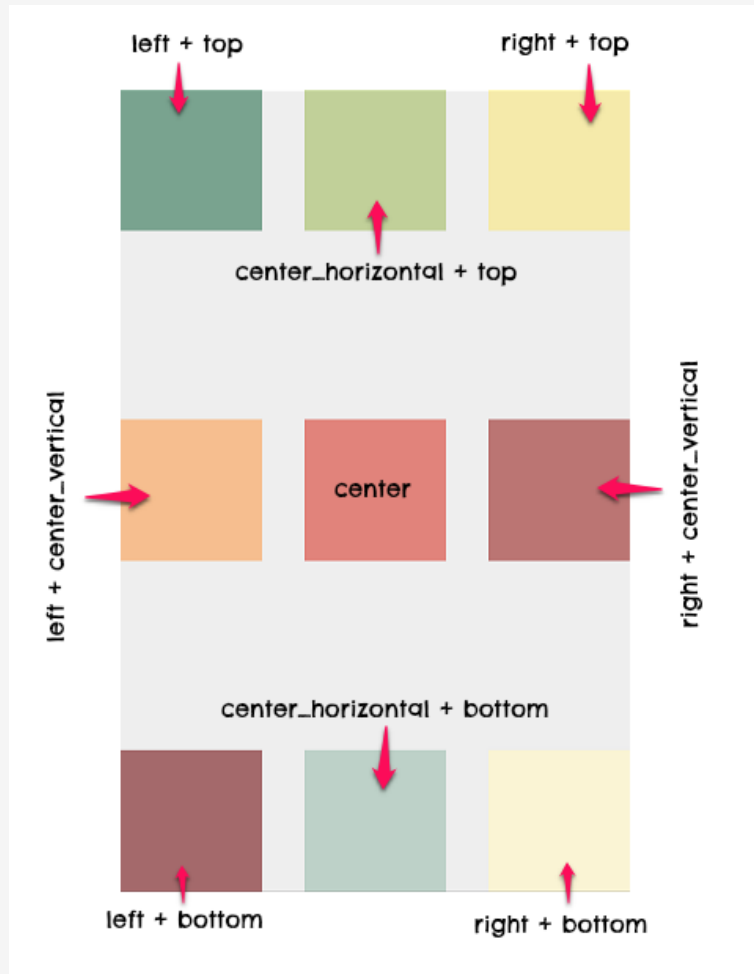 left + top
right + top
center_horizontal + top
left + center_vertical
center
right + center_vertical
center_horizontal + bottom
left + bottom
right + bottom